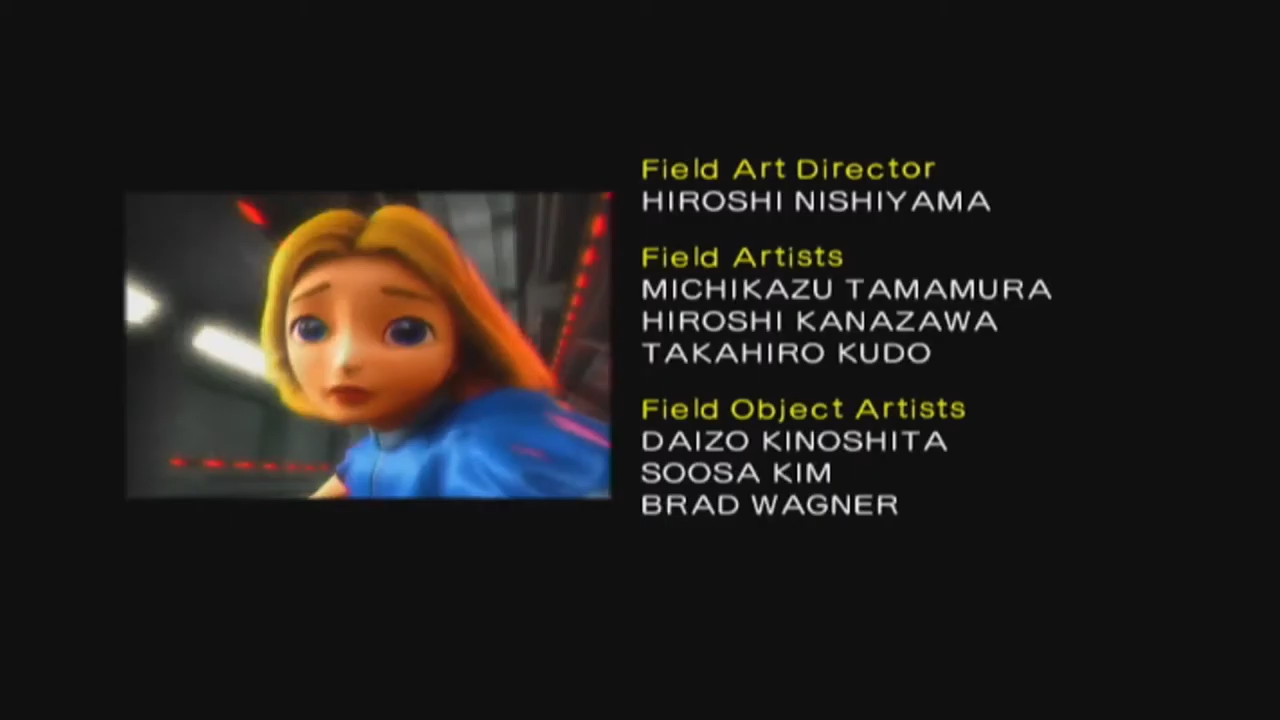 Field Art Director
HIROSHI NISHIYAMA
Field Artists
MICHIKAZU TAMAMURA
HIROSHI KANAZAWA
TAKAHIRO KUDO
Field Object Artists
DAIZO KINOSHITA
SOOSA KIM
BRAD WAGNER